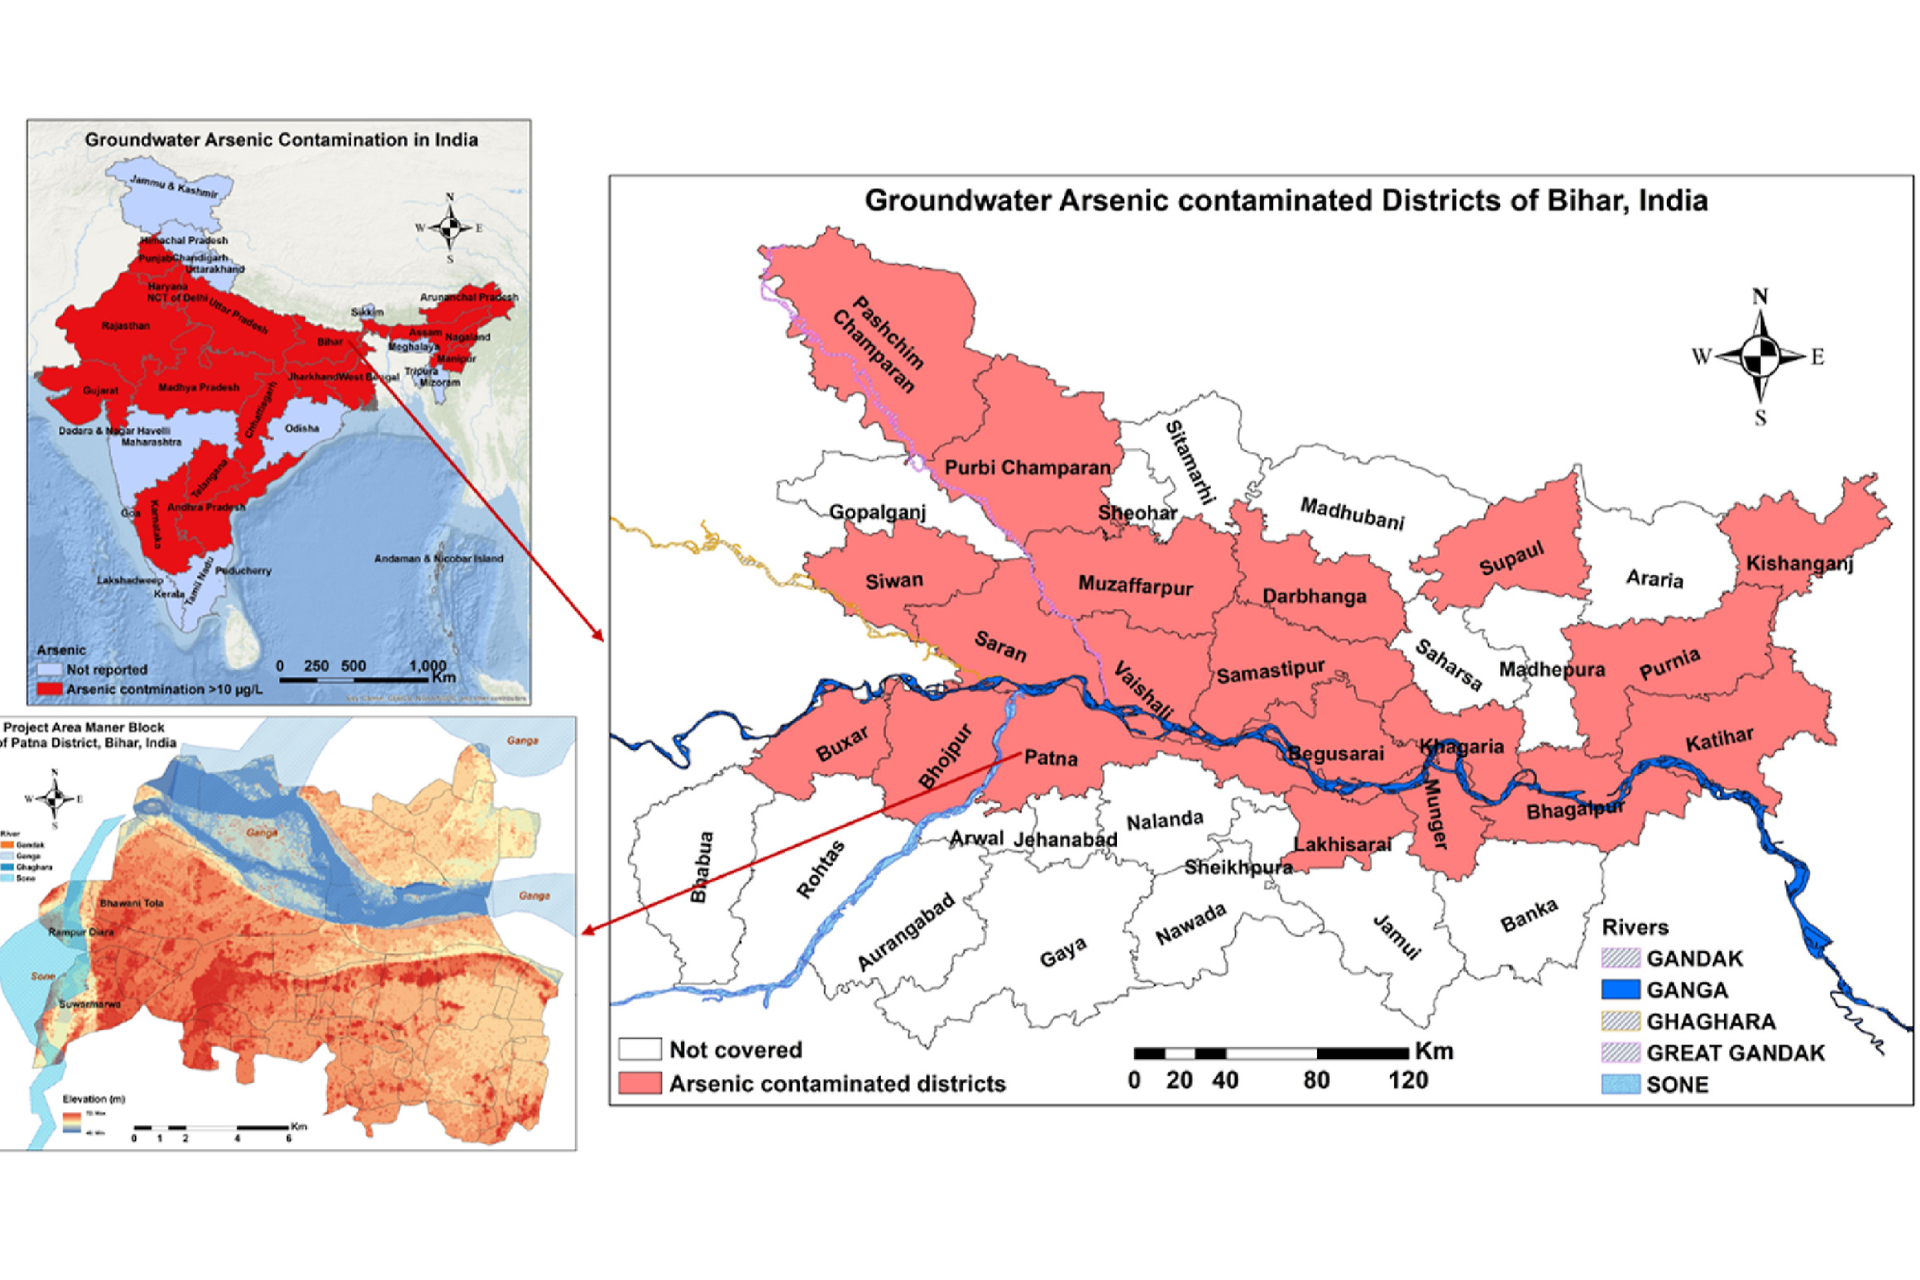 Groundwater Arsenic Contamination in India
Jammu & Kashmir
N
W E
S
Himachal Pradesh
Punjab Chandigarh
Uttarakhand
Haryana
NCT of Delhi
Uttar Pradesh
Rajasthan
Sikkim
Arunanchal Pradesh
Bihar
Assam
Nagaland
Meghalaya
Manipur
Tripura
Mizoram
Gujarat
Madhya Pradesh
Jharkhand West Bengal
Chhattisgarh
Dadara & Nagar Havelli
Maharashtra
Odisha
Telangana
Goa
Karnataka
Andhra Pradesh
Andaman & Nicobar Island
Lakshadweep
Kerala
Tamil Nadu
Puducherry
Arsenic
Not reported
Arsenic contmination >10 µg/L
0 250 500 1,000
Km
Project Area Maner Block
of Patna District, Bihar, India
N
W E
S
River
Gandak
Ganga
Ghaghara
Sone
Ganga
Ganga
Ganga
Bhawani Tola
Rampur Diara
Sone
Suwarmarwa
Elevation (m)
Km
0 1 2 4 6
Groundwater Arsenic contaminated Districts of Bihar, India
N
W E
S
Pashchim
Champaran
Purbi Champaran
Sitamarhi
Sheohar
Gopalganj
Madhubani
Siwan
Muzaffarpur
Darbhanga
Supaul
Araria
Kishanganj
Saran
Vaishali
Samastipur
Saharsa
Madhepura
Purnia
Buxar
Bhojpur
Patna
Begusarai
Khagaria
Katihar
Munger
Bhagalpur
Bhabua
Rohtas
Arwal
Jehanabad
Nalanda
Sheikhpura
Lakhisarai
Aurangabad
Gaya
Nawada
Jamui
Banka
Rivers
GANDAK
GANGA
GHAGHARA
GREAT GANDAK
SONE
Not covered
Arsenic contaminated districts
Km
0 20 40 80 120